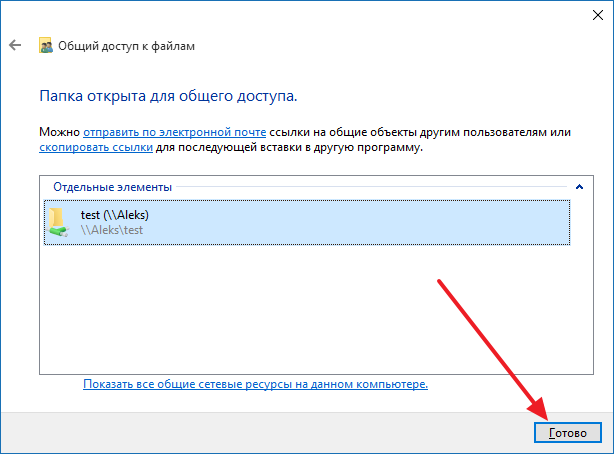 Общий доступ к файлам
Папка открыта для общего доступа.
Можно отправить по электронной почте ссылки на общие объекты другим пользователям или
скопировать ссылки для последующей вставки в другую программу.
Отдельные элементы
test (\\Aleks)
\\Aleks\test
Показать все общие сетевые ресурсы на данном компьютере.
Готово